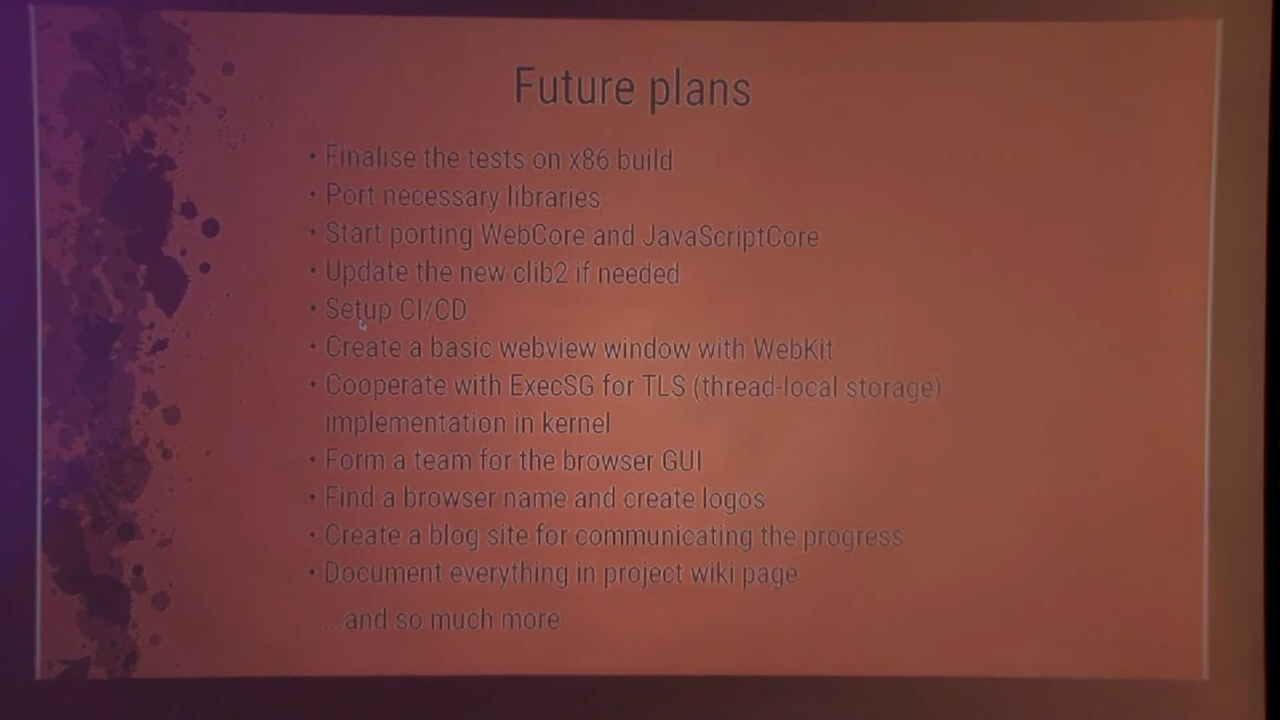 Future plans
• Finalise the tests on x86 build
• Port necessary libraries
• Start porting WebCore and JavaScriptCore
• Update the new clib2 if needed
• Setup CI/CD
• Create a basic webview window with WebKit
• Cooperate with ExecSG for TLS (thread-local storage)
implementation in kernel
• Form a team for the browser GUI
• Find a browser name and create logos
• Create a blog site for communicating the progress
• Document everything in project wiki page
...and so much more